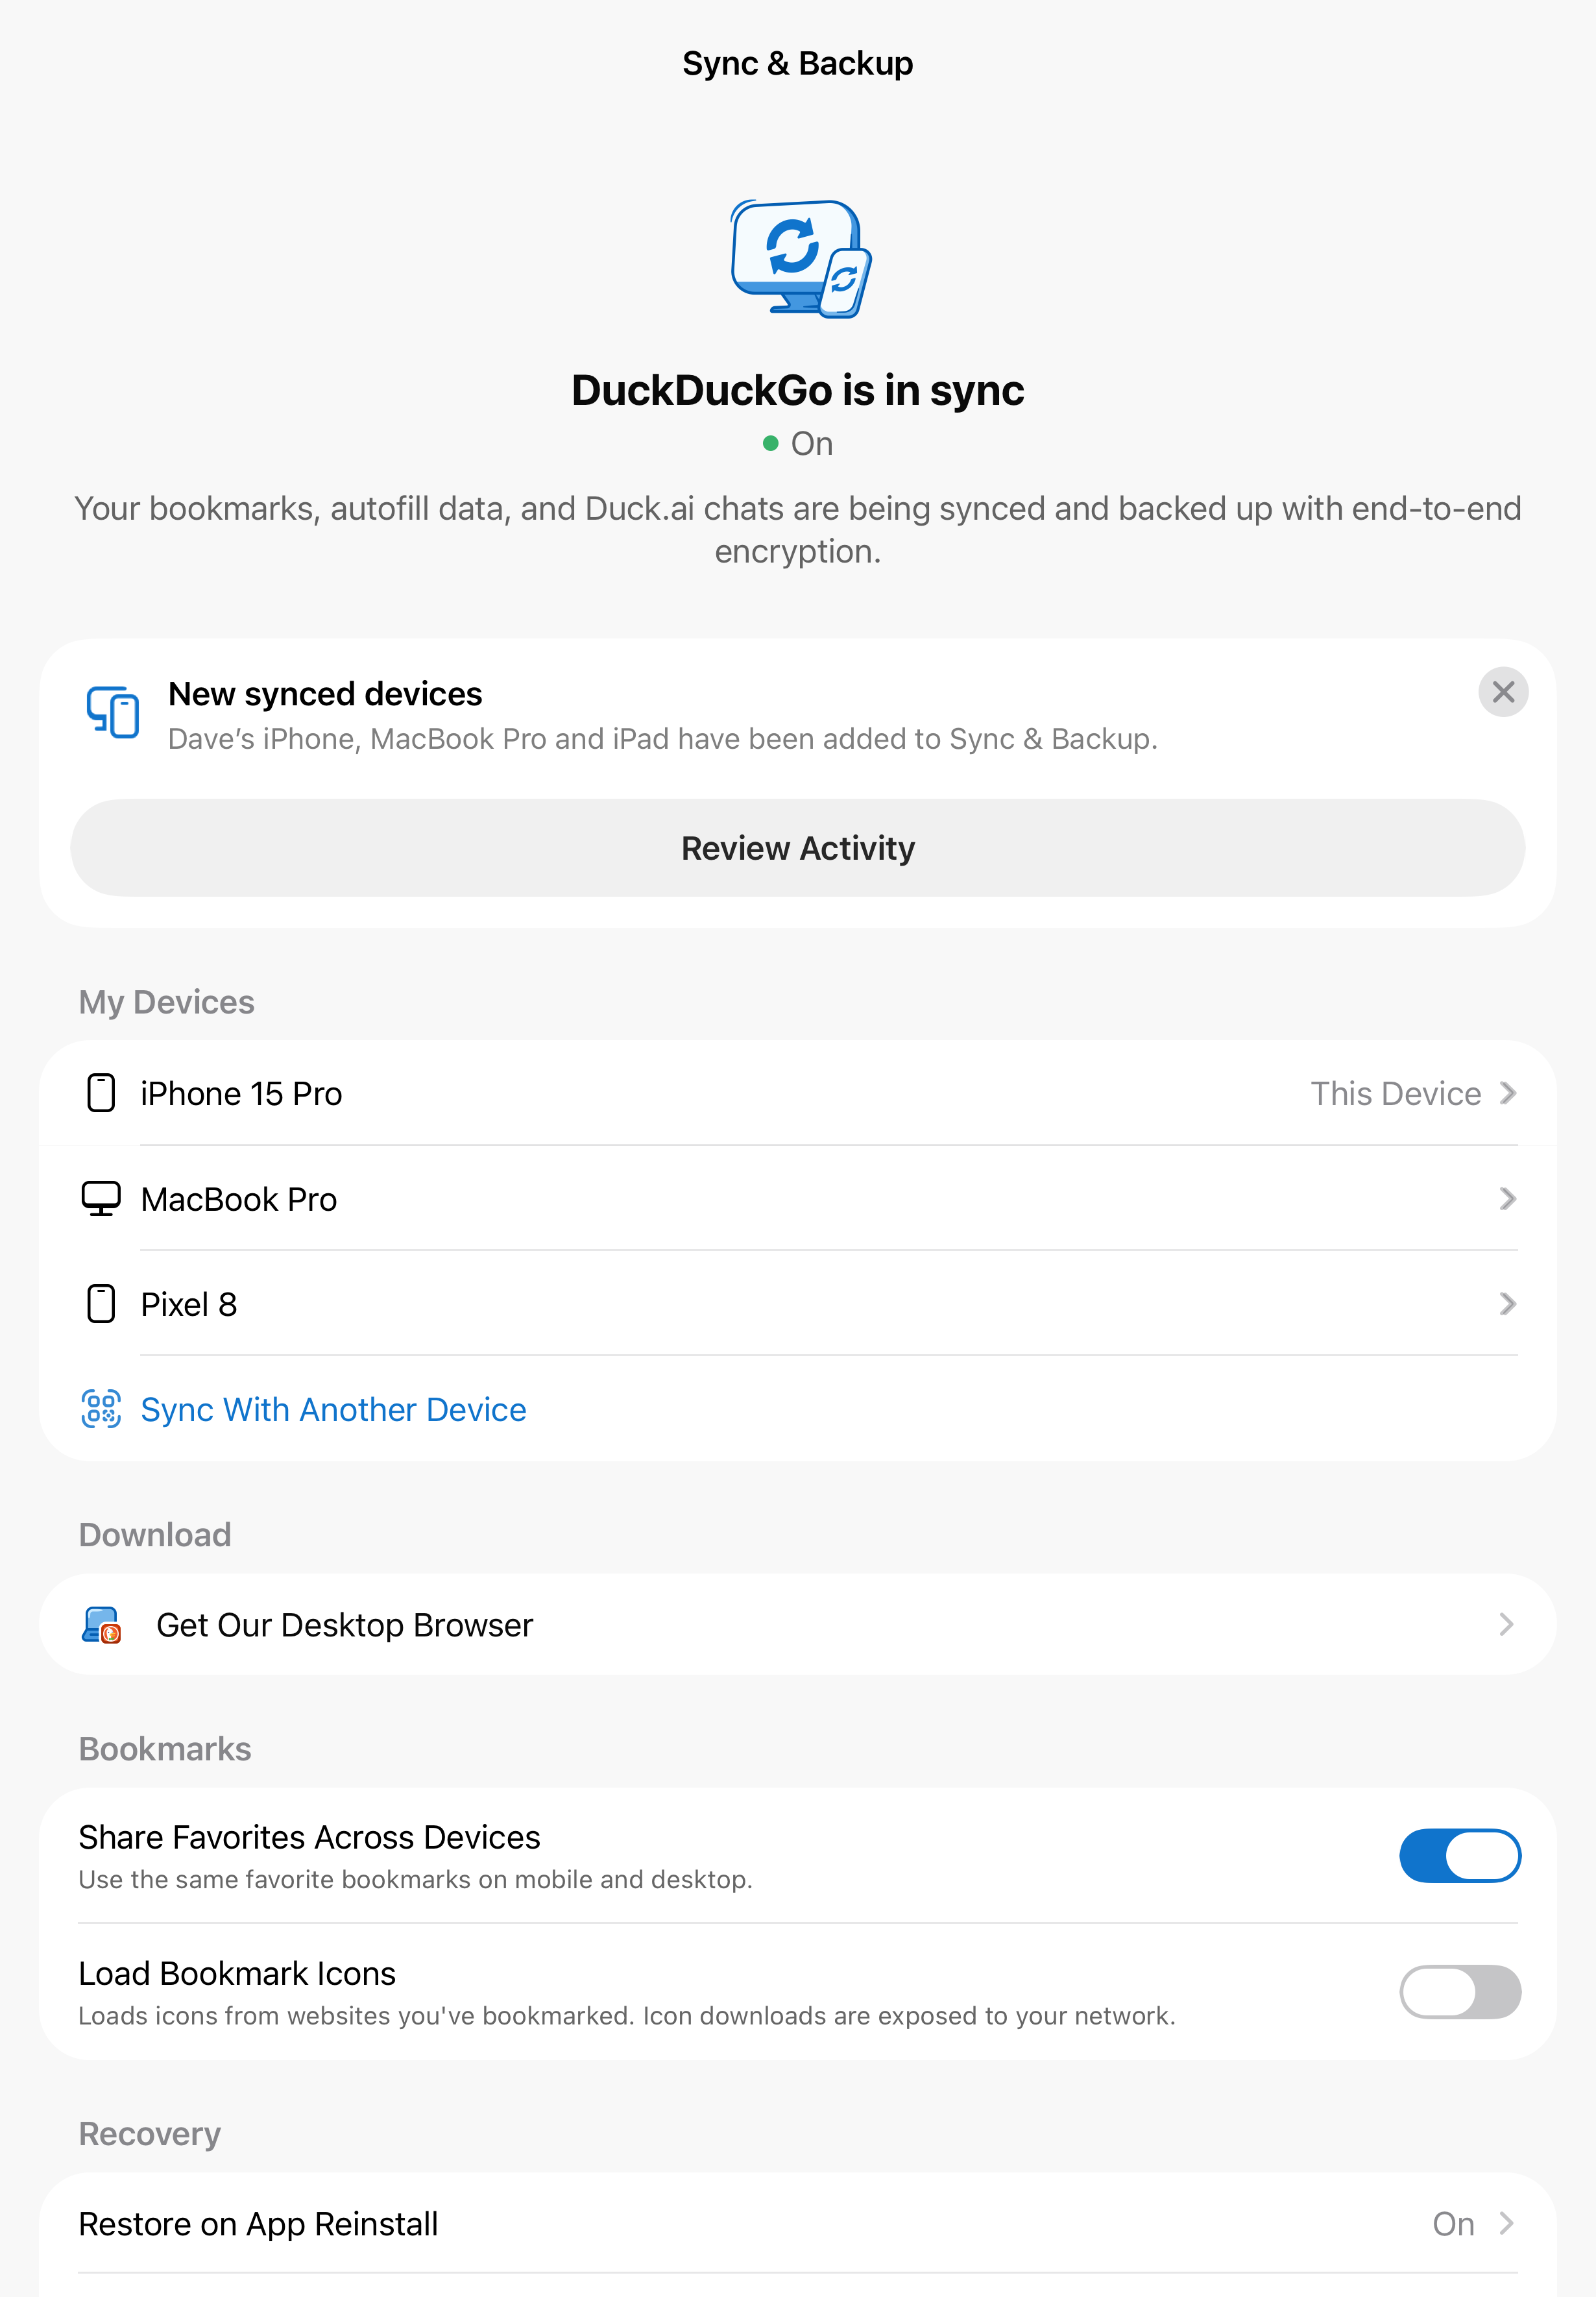 Sync & Backup
DuckDuckGo is in sync
On
Your bookmarks, autofill data, and Duck.ai chats are being synced and backed up with end-to-end
encryption.
New synced devices
Dave’s iPhone, MacBook Pro and iPad have been added to Sync & Backup.
Review Activity
My Devices
iPhone 15 Pro This Device
MacBook Pro
Pixel 8
Sync With Another Device
Download
Get Our Desktop Browser
Bookmarks
Share Favorites Across Devices
Use the same favorite bookmarks on mobile and desktop.
Load Bookmark Icons
Loads icons from websites you've bookmarked. Icon downloads are exposed to your network.
Recovery
Restore on App Reinstall On